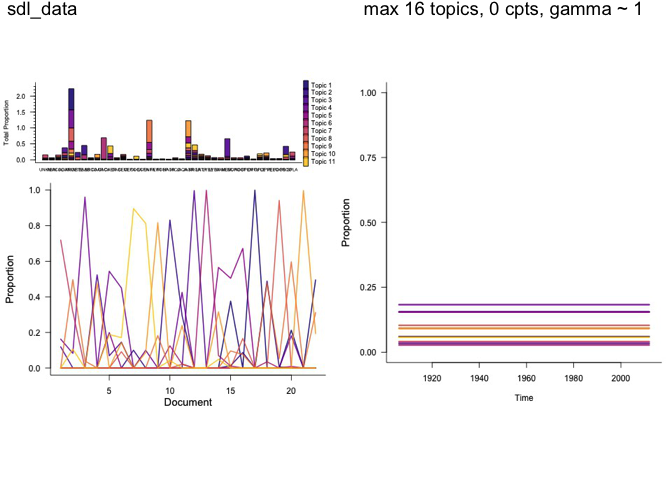 sdl_data
max 16 topics, 0 cpts, gamma ~ 1
Total Proportion
2.0
1.5
1.0
0.5
0.0
Topic 1
Topic 2
Topic 3
Topic 4
Topic 5
Topic 6
Topic 7
Topic 8
Topic 9
Topic 10
Topic 11
Proportion
1.0
0.8
0.6
0.4
0.2
0.0
5
10
15
20
Document
Proportion
1.00
0.75
0.50
0.25
0.00
1920
1940
1960
1980
2000
Time